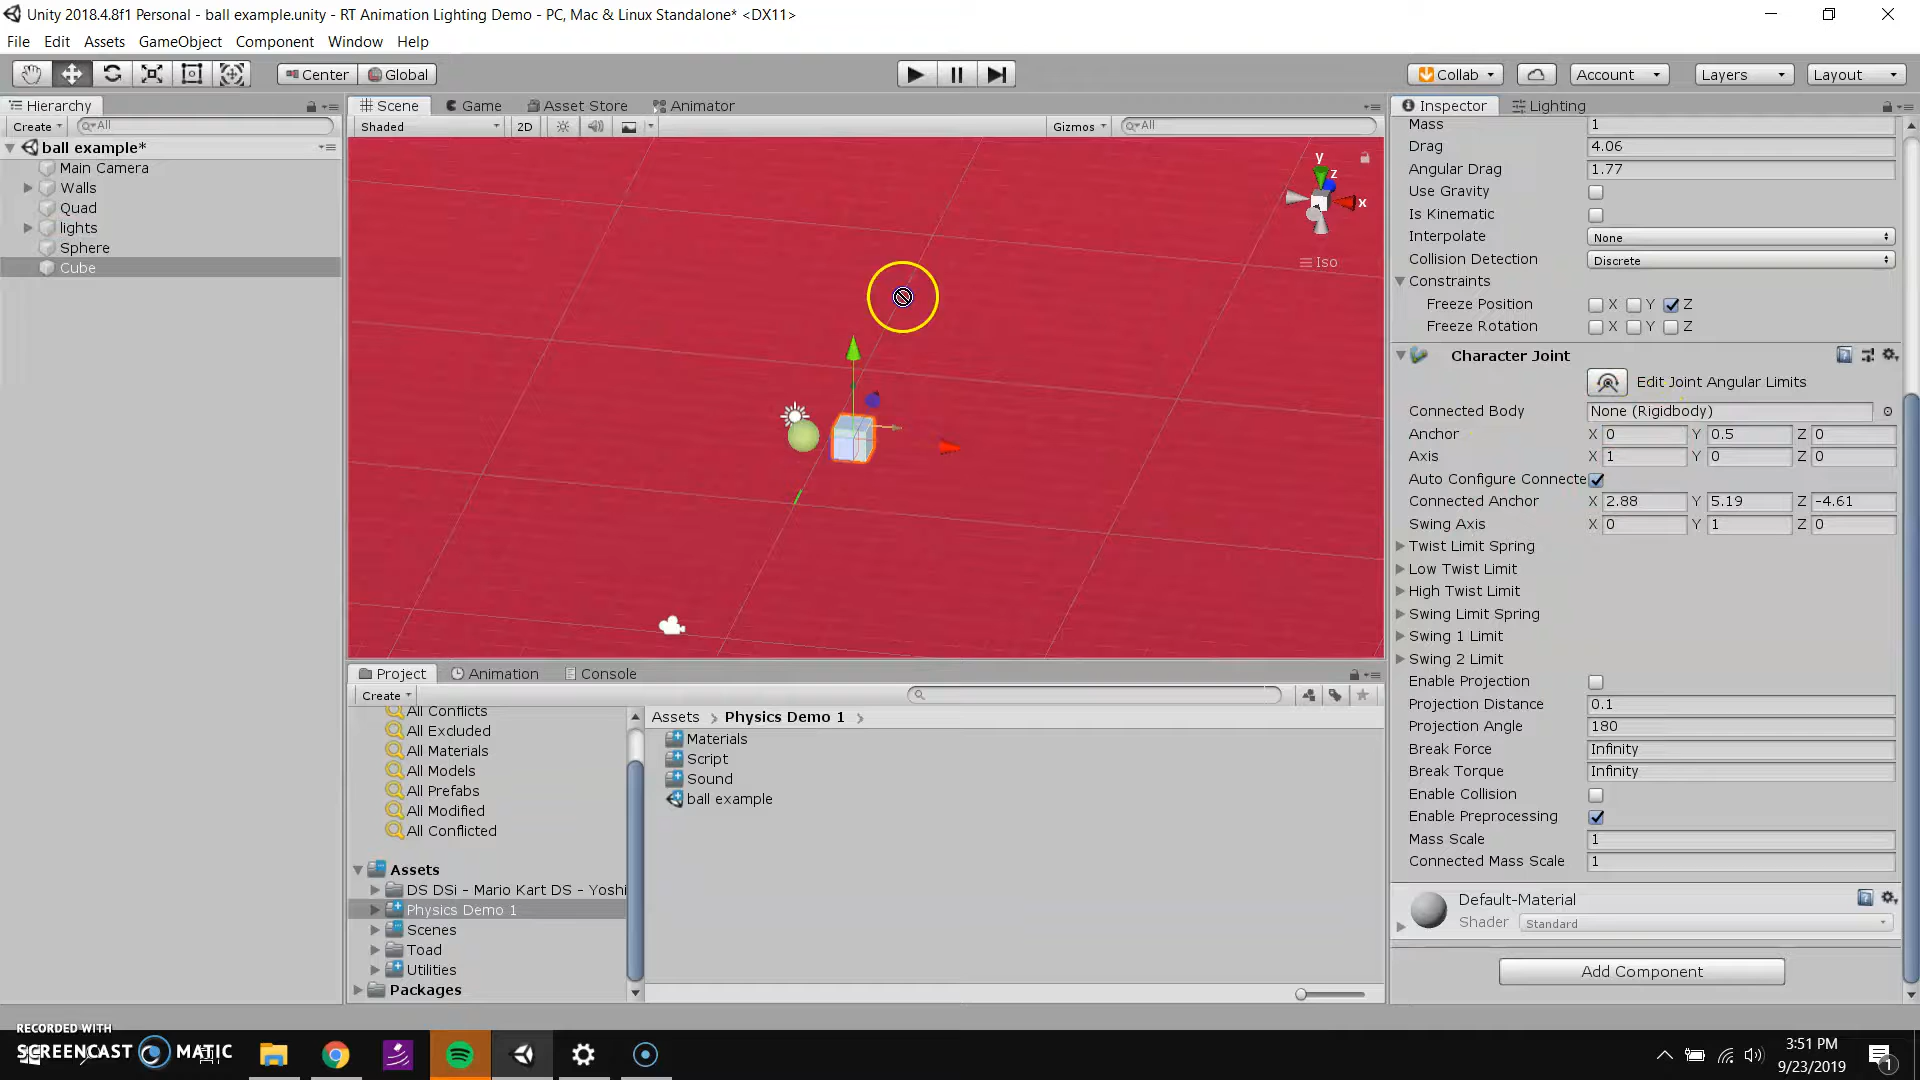 Unity 2018.4.8f1 Personal - ball example.unity - RT Animation Lighting Demo - PC, Mac & Linux Standalone* <DX11>
File Edit Assets GameObject Component Window Help
Center Global Collab Account Layers Layout
Hierarchy
Create All
ball example*
Main Camera
Walls
Quad
lights
Sphere
Cube
Scene Game Asset Store Animator
Shaded 2D Gizmos All
y
z
x
Iso
Project Animation Console
Create
All Conflicts
All Excluded
All Materials
All Models
All Prefabs
All Modified
All Conflicted
Assets
DS DSi - Mario Kart DS - Yoshi
Physics Demo 1
Scenes
Toad
Utilities
Packages
Assets > Physics Demo 1 >
Materials
Script
Sound
ball example
Inspector Lighting
Mass 1
Drag 4.06
Angular Drag 1.77
Use Gravity
Is Kinematic
Interpolate None
Collision Detection Discrete
Constraints
Freeze Position X Y Z
Freeze Rotation X Y Z
Character Joint
Edit Joint Angular Limits
Connected Body None (Rigidbody)
Anchor X 0 Y 0.5 Z 0
Axis X 1 Y 0 Z 0
Auto Configure Connecte
Connected Anchor X 2.88 Y 5.19 Z -4.61
Swing Axis X 0 Y 1 Z 0
Twist Limit Spring
Low Twist Limit
High Twist Limit
Swing Limit Spring
Swing 1 Limit
Swing 2 Limit
Enable Projection
Projection Distance 0.1
Projection Angle 180
Break Force Infinity
Break Torque Infinity
Enable Collision
Enable Preprocessing
Mass Scale 1
Connected Mass Scale 1
Default-Material
Shader Standard
Add Component
RECORDED WITH
SCREENCAST MATIC
3:51 PM
9/23/2019
1